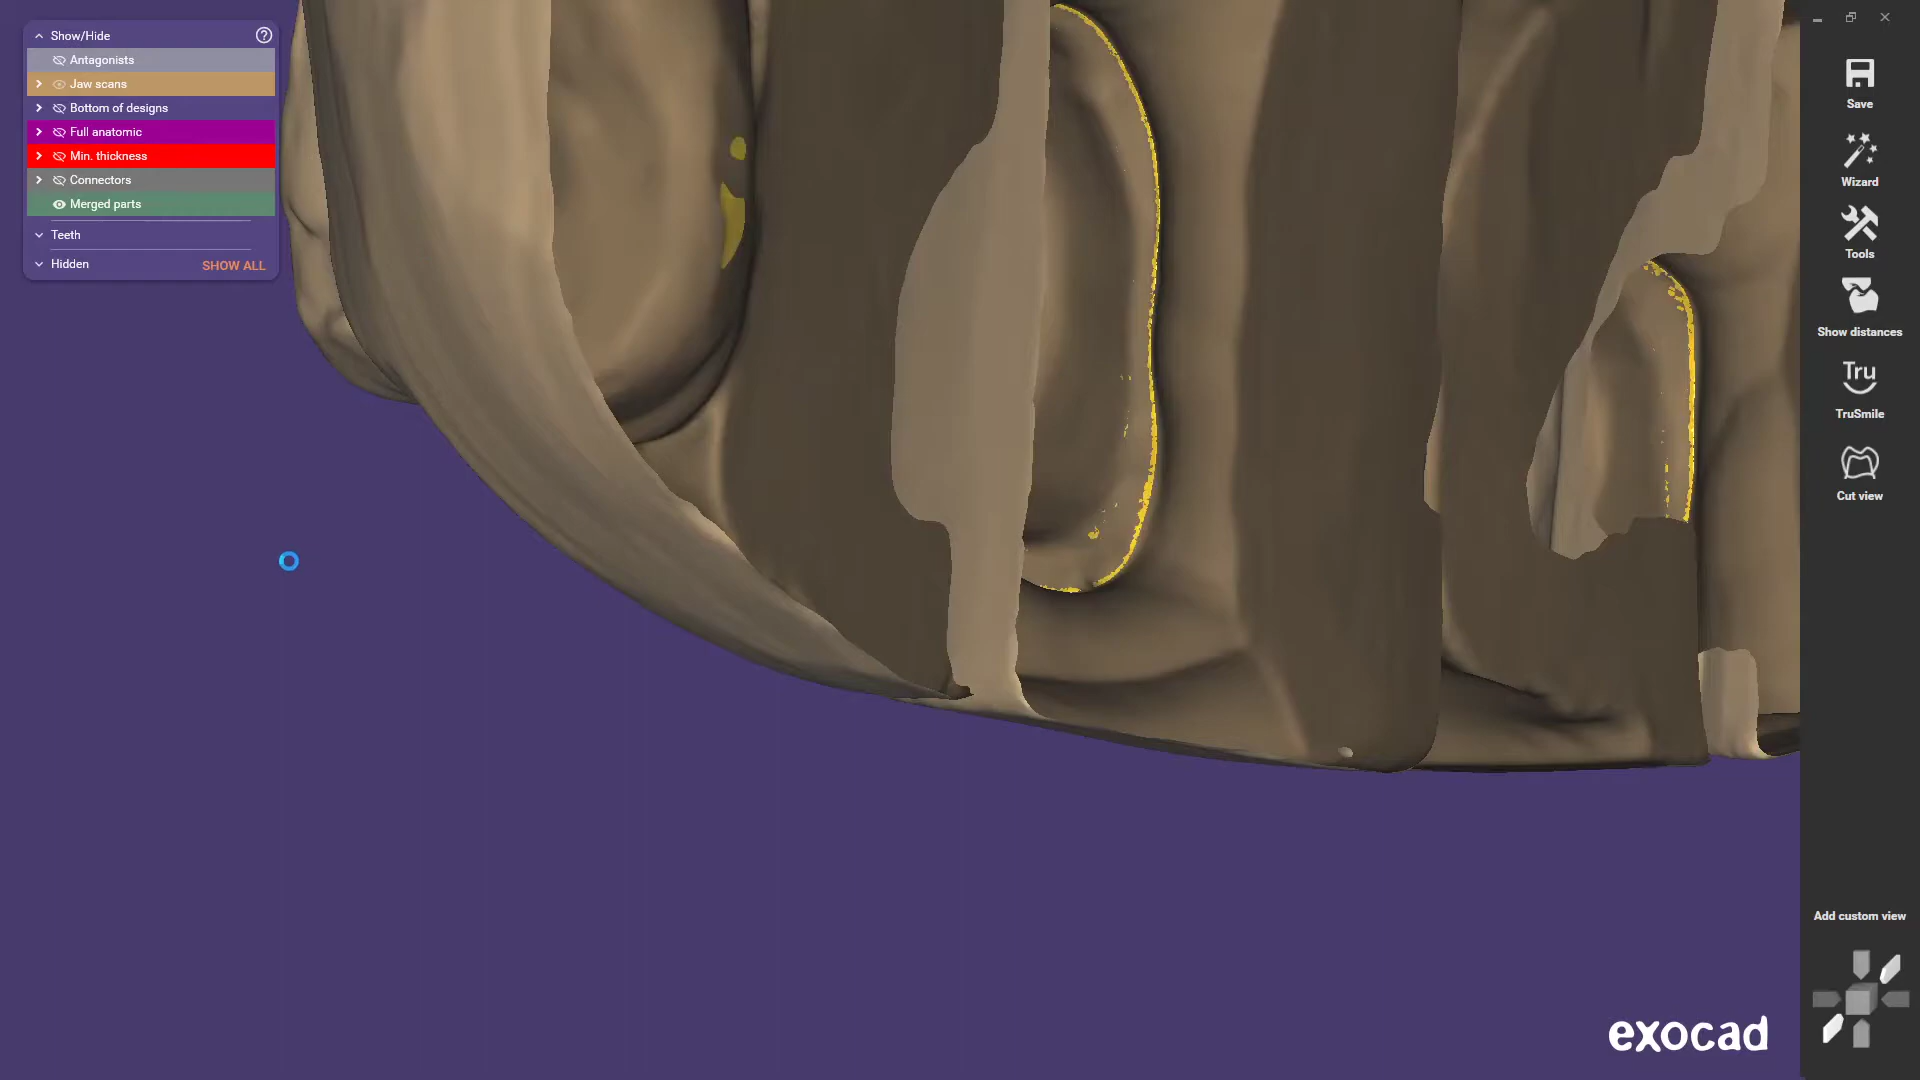 Show/Hide
Antagonists
Jaw scans
Bottom of designs
Full anatomic
Min. thickness
Connectors
Merged parts
Teeth
Hidden
SHOW ALL
Save
Wizard
Tools
Show distances
Tru
TruSmile
Cut view
Add custom view
exocad